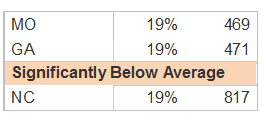 MO 19% 469
GA 19% 471
Significantly Below Average
NC 19% 817